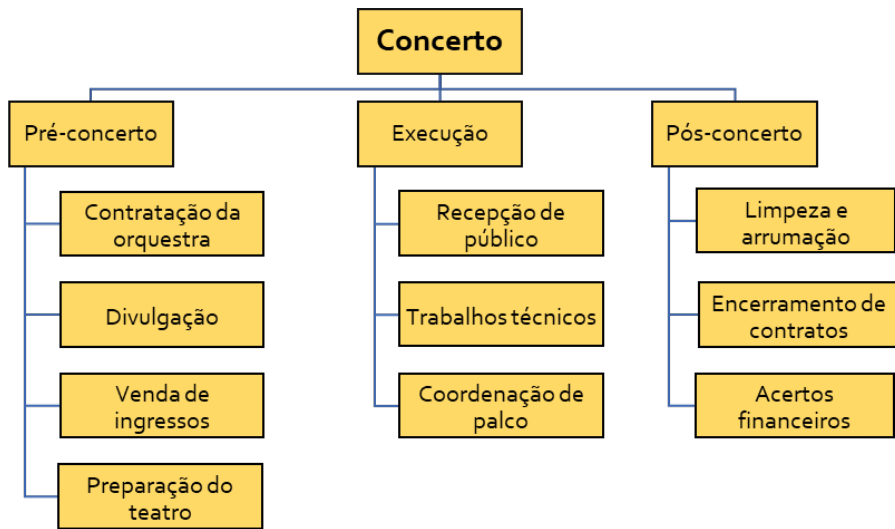 Concerto
Pré-concerto
Execução
Pós-concerto
Contratação da
orquestra
Divulgação
Venda de
ingressos
Preparação do
teatro
Recepção de
público
Trabalhos técnicos
Coordenação de
palco
Limpeza e
arrumação
Encerramento de
contratos
Acertos
financeiros